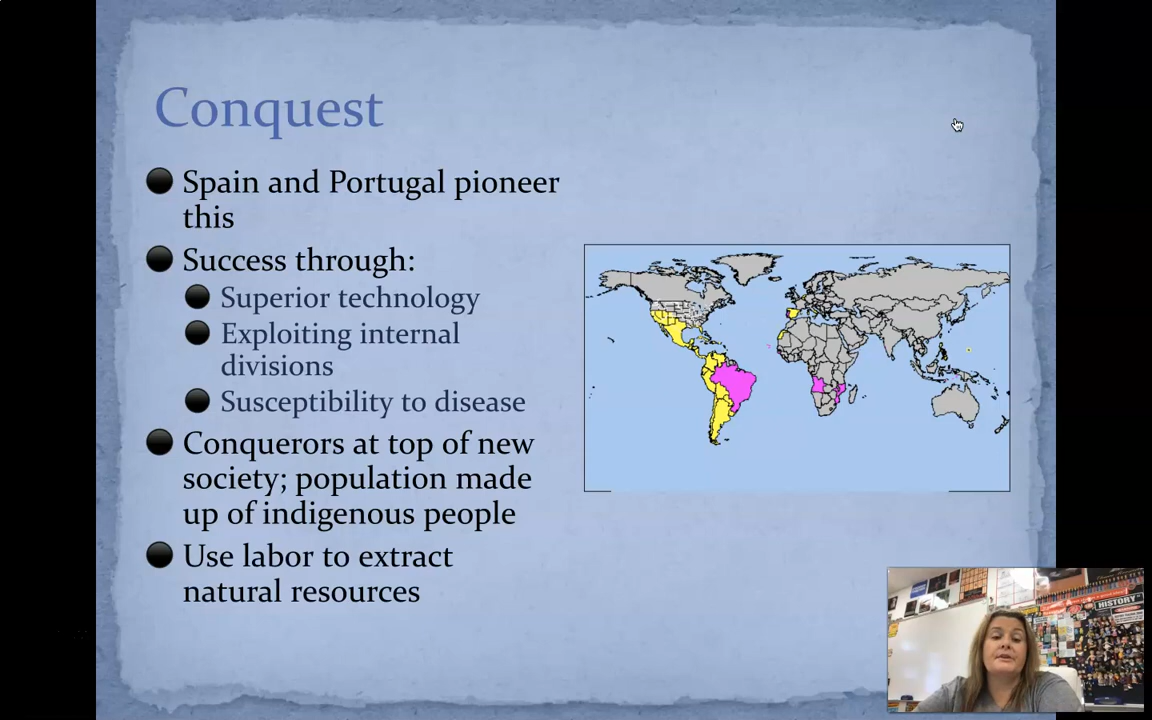 Conquest
Spain and Portugal pioneer
this
Success through:
Superior technology
Exploiting internal
divisions
Susceptibility to disease
Conquerors at top of new
society; population made
up of indigenous people
Use labor to extract
natural resources
HISTORY